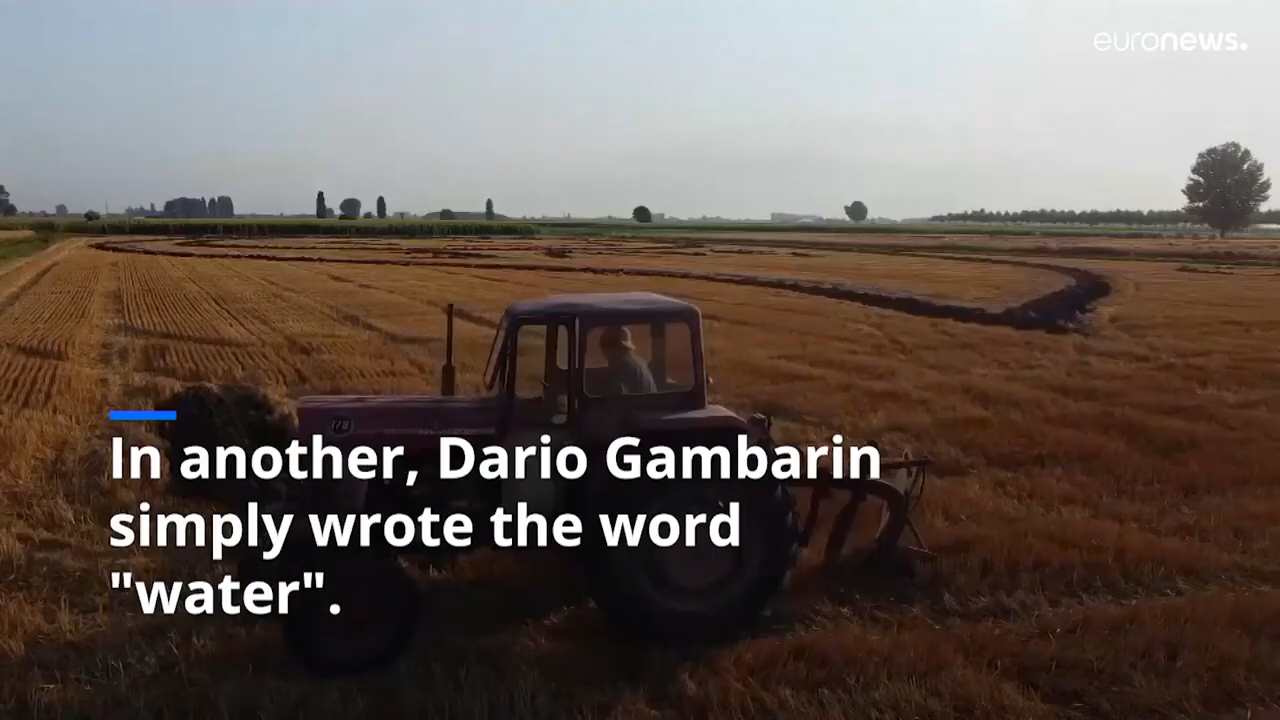 euronews.
In another, Dario Gambarin
simply wrote the word
"water".